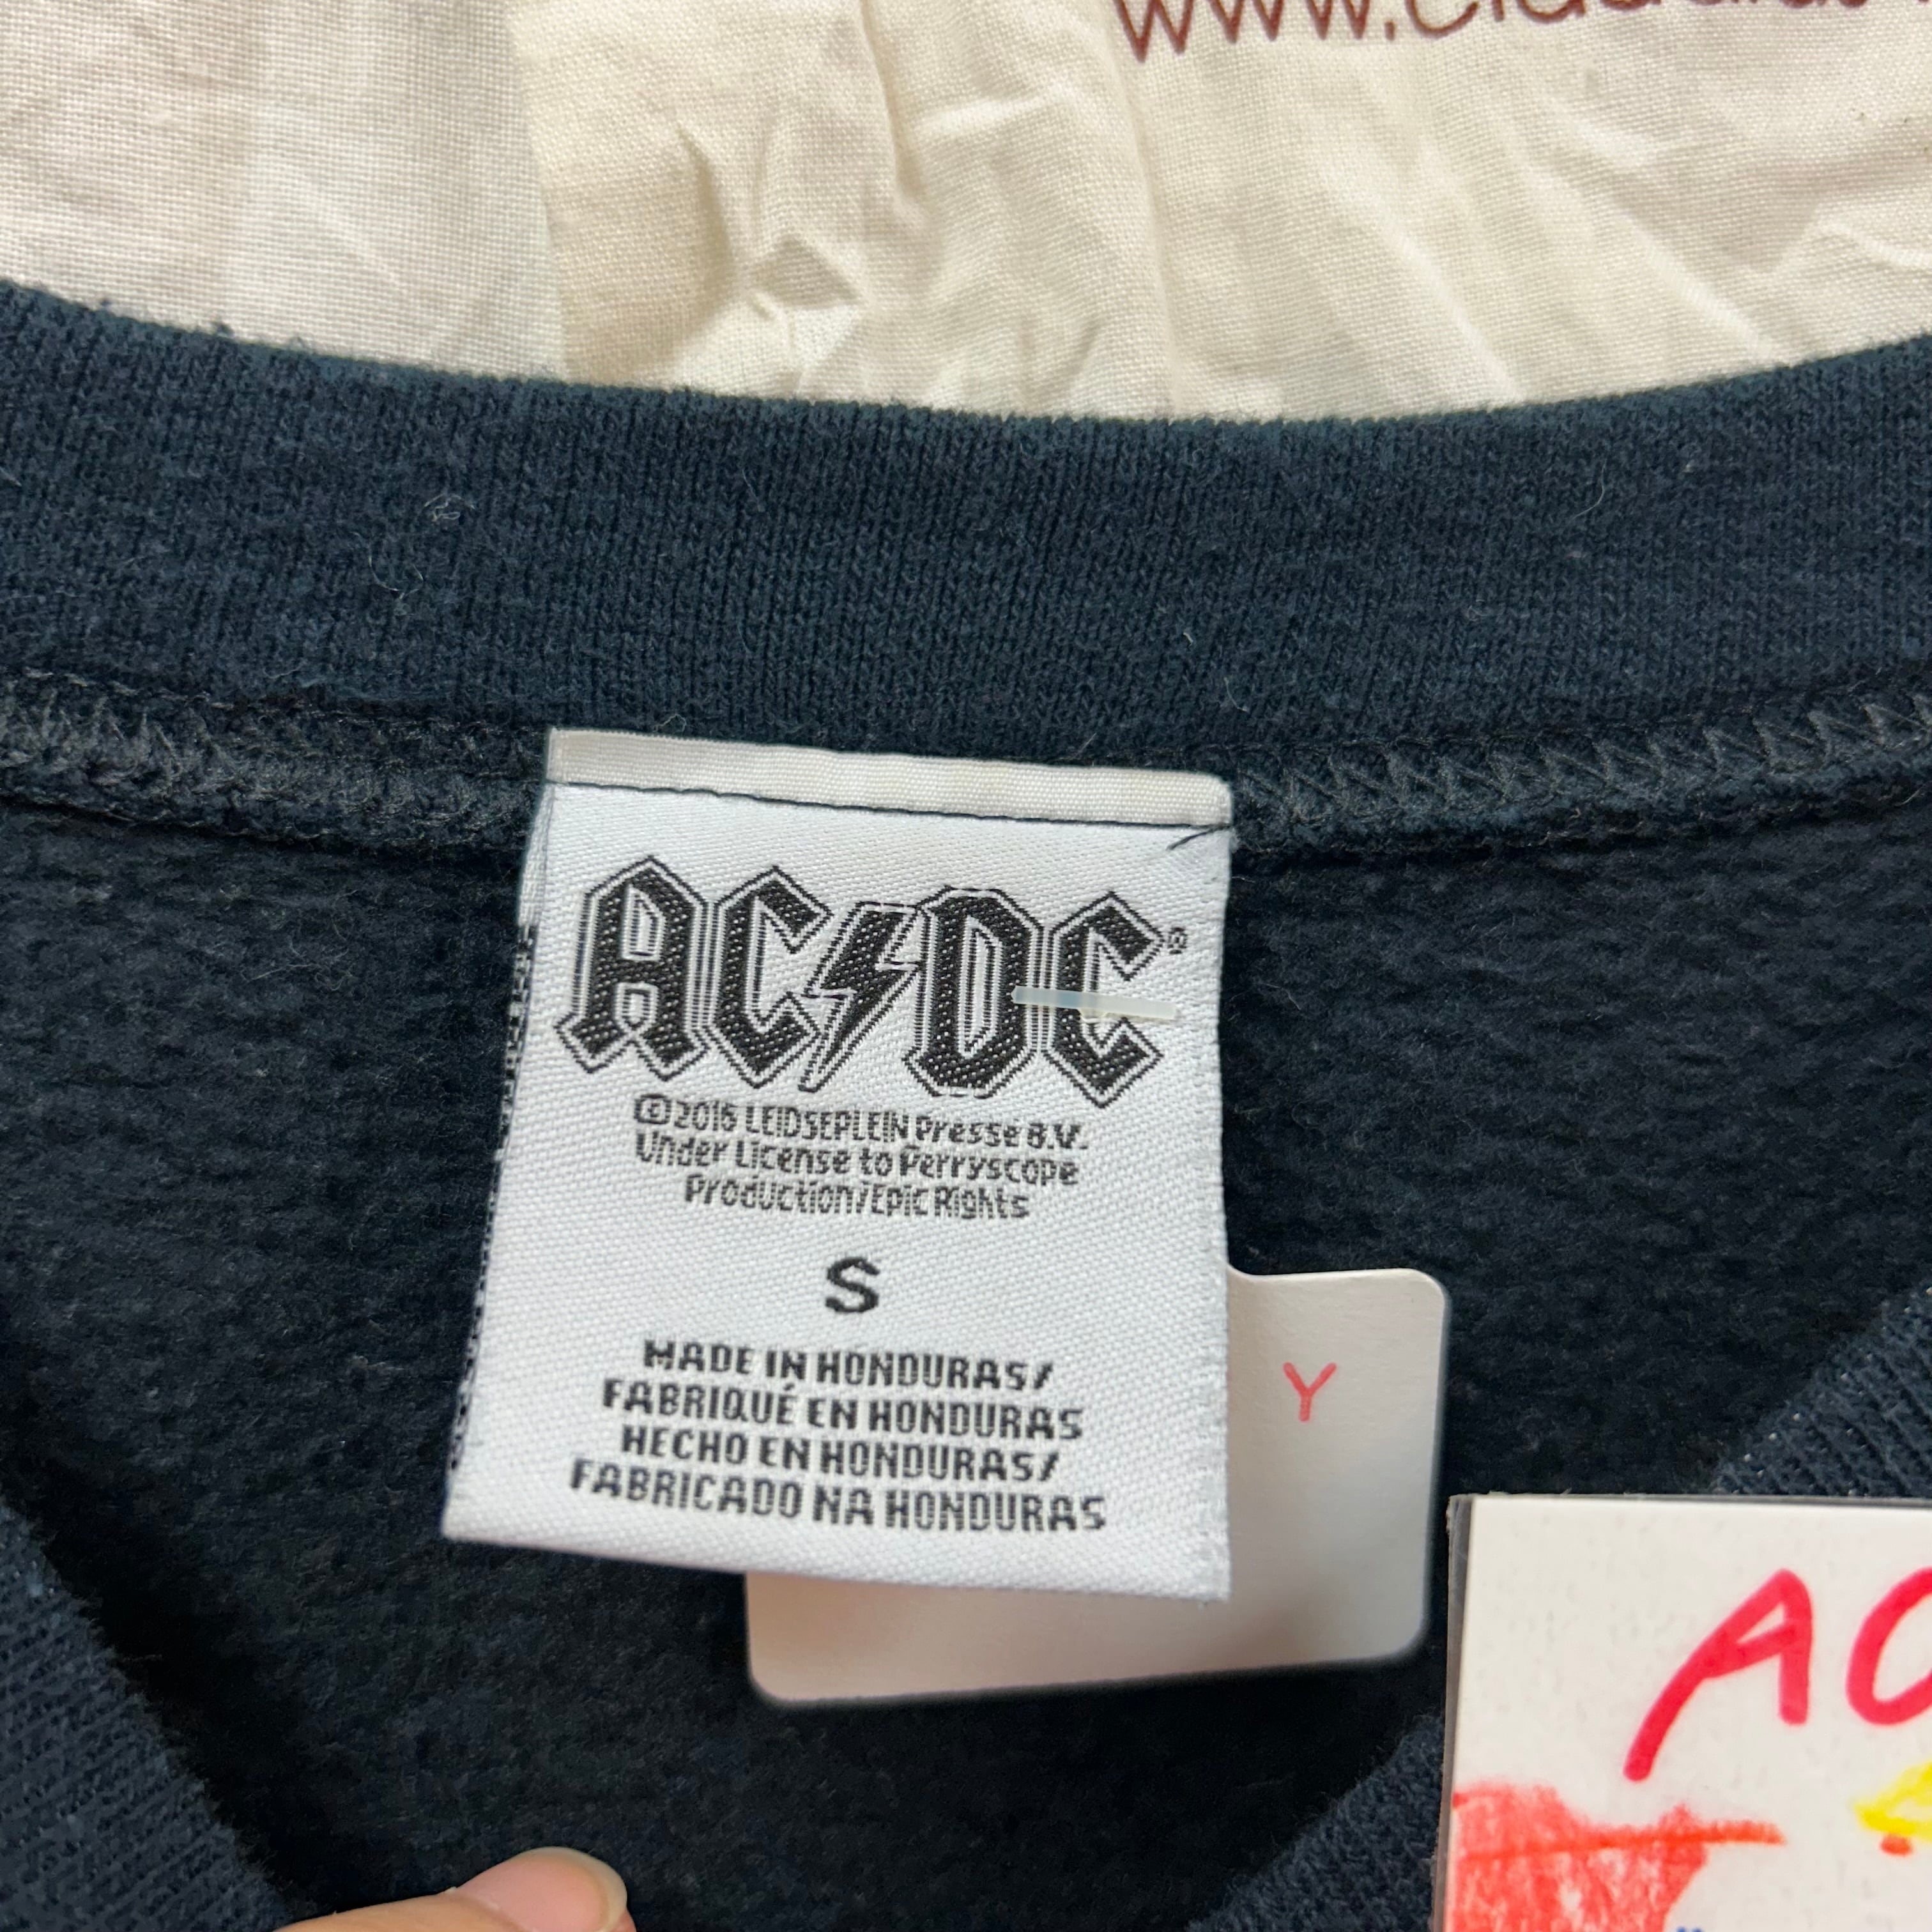 AC⚡DC®
©2016 LEIDSEPLEIN Presse B.V.
Under License to Perryscope
Production/Epic Rights
S
MADE IN HONDURAS/
FABRIQUÉ EN HONDURAS
HECHO EN HONDURAS/
FABRICADO NA HONDURAS
Y